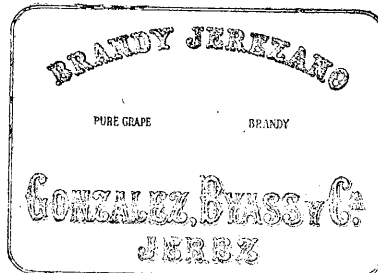 BRANDY JEREZANO
PURE GRAPE BRANDY
GONZALEZ, BYASS Y CA
JEREZ